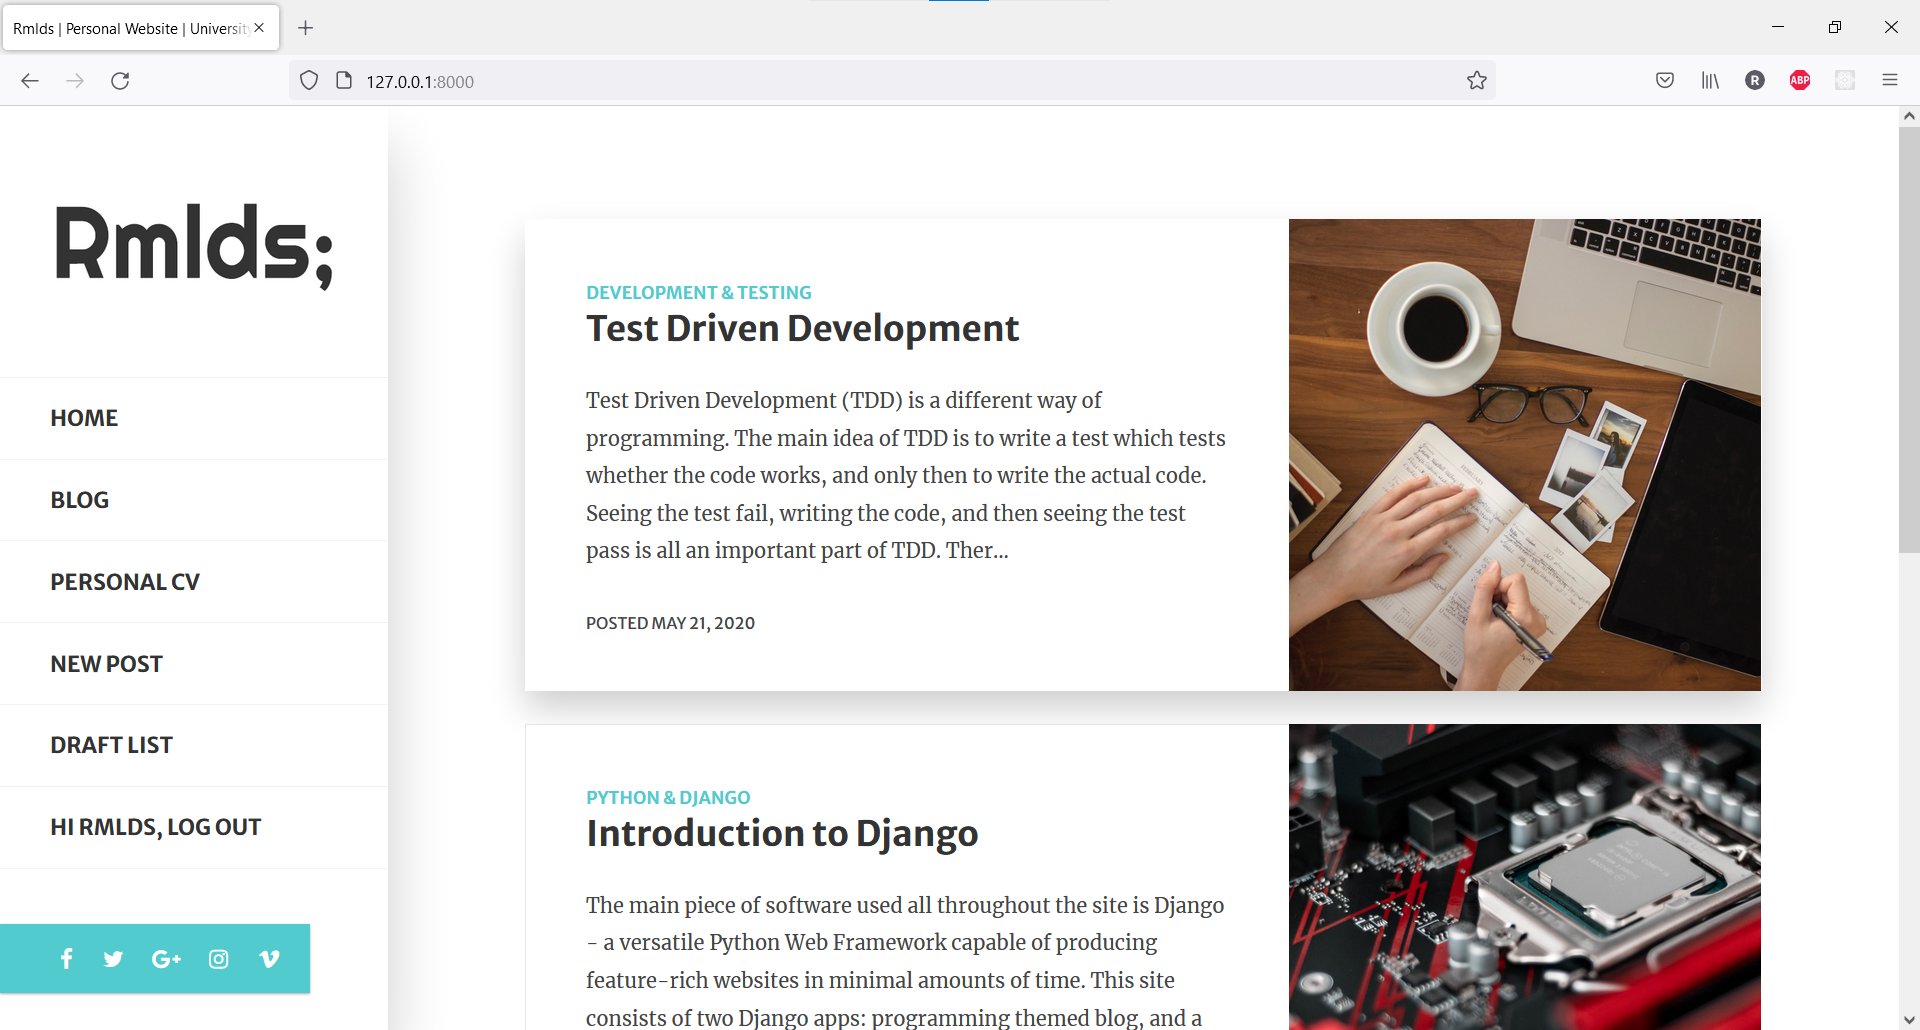 Rmlds | Personal Website | University
127.0.0.1:8000
R
ABP
Rmlds;
HOME
BLOG
PERSONAL CV
NEW POST
DRAFT LIST
HI RMLDS, LOG OUT
DEVELOPMENT & TESTING
Test Driven Development
Test Driven Development (TDD) is a different way of
programming. The main idea of TDD is to write a test which tests
whether the code works, and only then to write the actual code.
Seeing the test fail, writing the code, and then seeing the test
pass is all an important part of TDD. Ther...
POSTED MAY 21, 2020
PYTHON & DJANGO
Introduction to Django
The main piece of software used all throughout the site is Django
- a versatile Python Web Framework capable of producing
feature-rich websites in minimal amounts of time. This site
consists of two Django apps: programming themed blog, and a